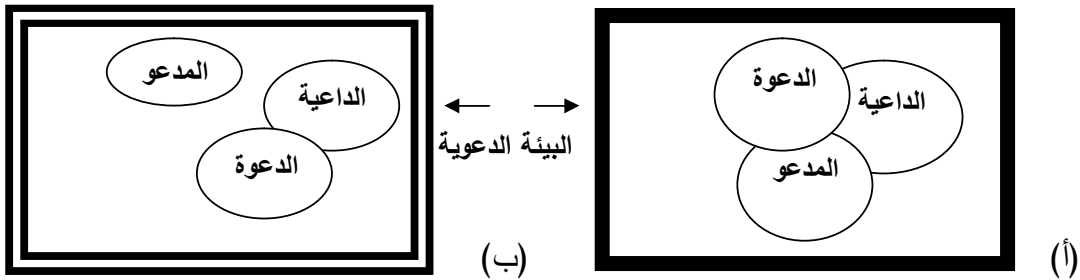 الدعوة
الداعية
المدعو
(أ)
البيئة الدعوية
المدعو
الداعية
الدعوة
(ب)